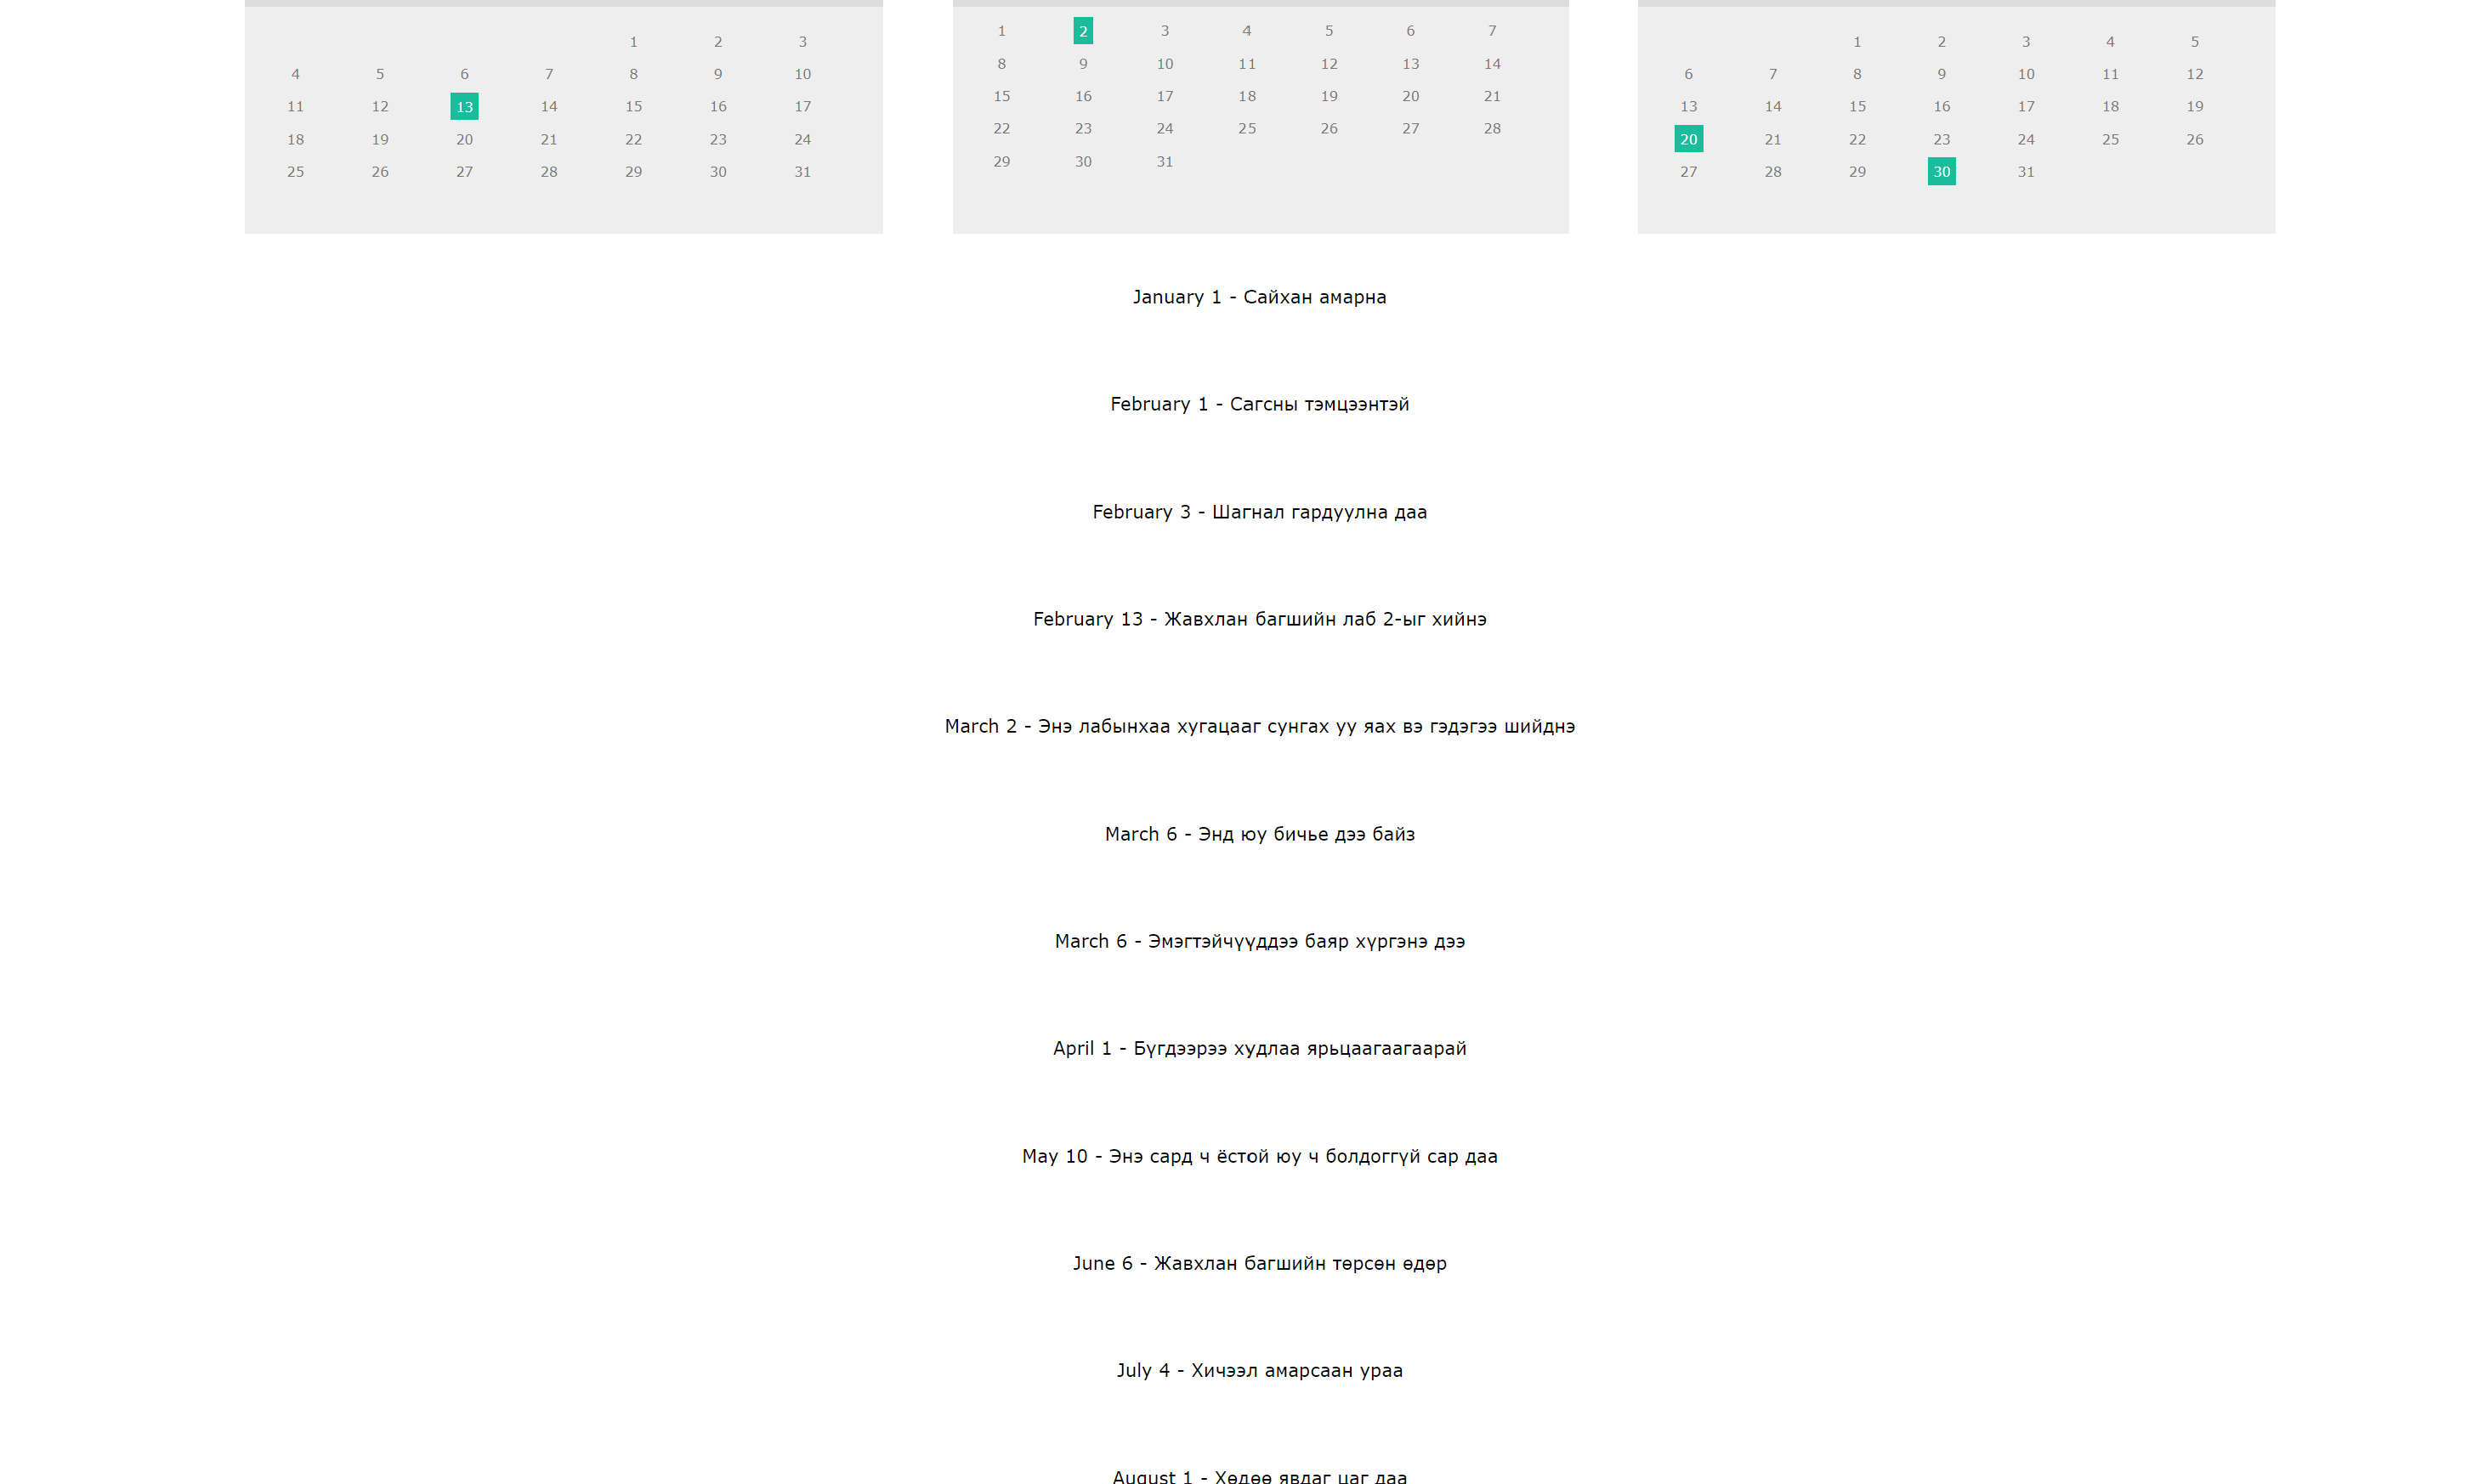 1 2 3
4 5 6 7 8 9 10
11 12 13 14 15 16 17
18 19 20 21 22 23 24
25 26 27 28 29 30 31
1 2 3 4 5 6 7
8 9 10 11 12 13 14
15 16 17 18 19 20 21
22 23 24 25 26 27 28
29 30 31
1 2 3 4 5
6 7 8 9 10 11 12
13 14 15 16 17 18 19
20 21 22 23 24 25 26
27 28 29 30 31
January 1 - Сайхан амарна
February 1 - Сагсны тэмцээнтэй
February 3 - Шагнал гардуулна даа
February 13 - Жавхлан багшийн лаб 2-ыг хийнэ
March 2 - Энэ лабынхаа хугацааг сунгах уу яах вэ гэдэгээ шийднэ
March 6 - Энд юу бичье дээ байз
March 6 - Эмэгтэйчүүддээ баяр хүргэнэ дээ
April 1 - Бүгдээрээ худлаа ярьцаагаагаарай
May 10 - Энэ сард ч ёстой юу ч болдоггүй сар даа
June 6 - Жавхлан багшийн төрсөн өдөр
July 4 - Хичээл амарсаан ураа
August 1 - Хөдөө явдаг цаг даа